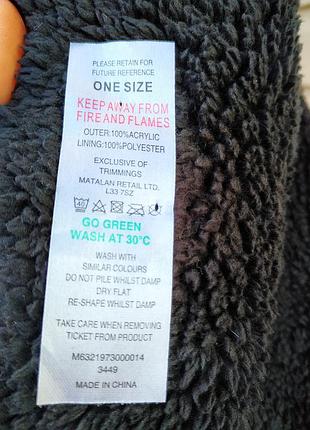 PLEASE RETAIN FOR
FUTURE REFERENCE
ONE SIZE
KEEP AWAY FROM
FIRE AND FLAMES
OUTER:100%ACRYLIC
LINING:100%POLYESTER
EXCLUSIVE OF
TRIMMINGS
MATALAN RETAIL LTD.
L33 7SZ
40
GO GREEN
WASH AT 30°C
WASH WITH
SIMILAR COLOURS
DO NOT PILE WHILST DAMP
DRY FLAT
RE-SHAPE WHILST DAMP
TAKE CARE WHEN REMOVING
TICKET FROM PRODUCT
M6321973000014
3449
MADE IN CHINA